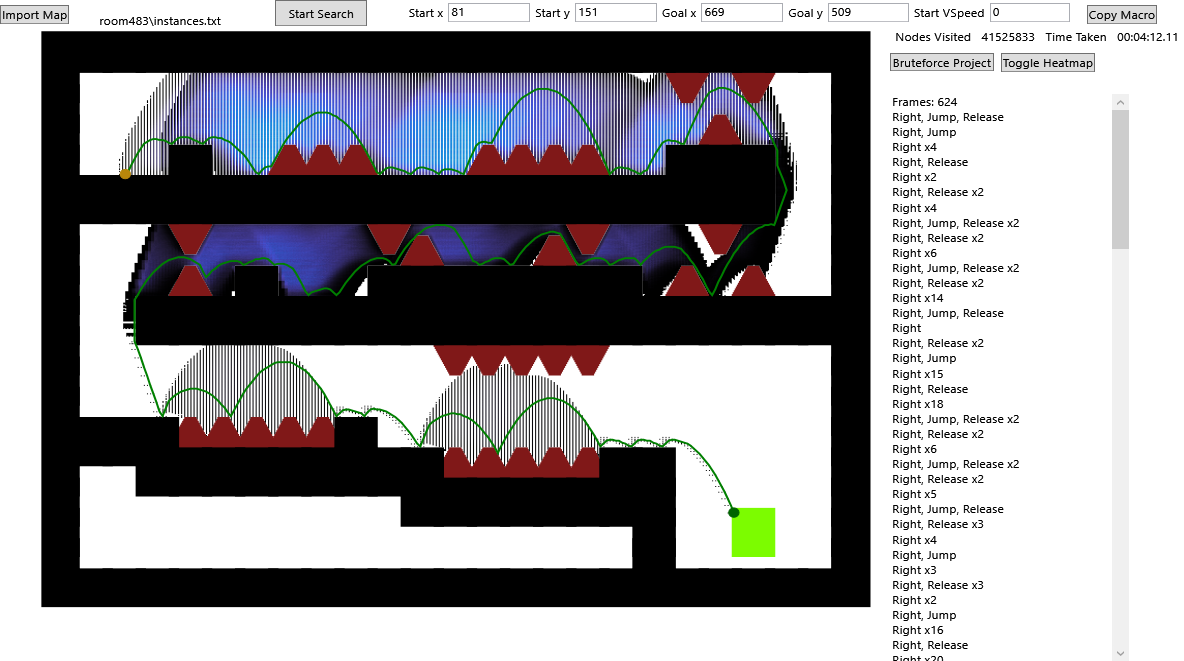 Import Map
room483\instances.txt
Start Search
Start x 81 Start y 151 Goal x 669 Goal y 509 Start VSpeed 0
Copy Macro
Nodes Visited 41525833 Time Taken 00:04:12.11
Bruteforce Project Toggle Heatmap
Frames: 624
Right, Jump, Release
Right, Jump
Right x4
Right, Release
Right x2
Right, Release x2
Right x4
Right, Jump, Release x2
Right, Release x2
Right x6
Right, Jump, Release x2
Right, Release x2
Right x14
Right, Jump, Release
Right
Right, Release x2
Right, Jump
Right x15
Right, Release
Right x18
Right, Jump, Release x2
Right, Release x2
Right x6
Right, Jump, Release x2
Right, Release x2
Right x5
Right, Jump, Release
Right, Release x3
Right x4
Right, Jump
Right x3
Right, Release x3
Right x2
Right, Jump
Right x16
Right, Release
Right x20